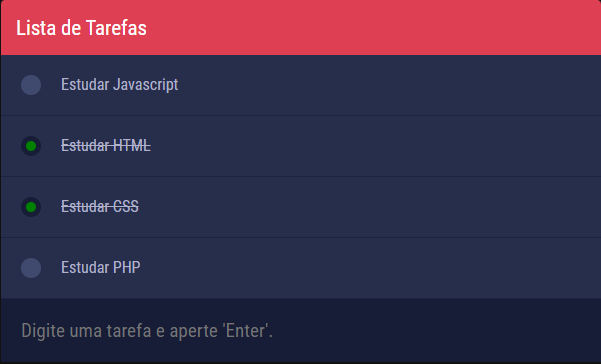 Lista de Tarefas
Estudar Javascript
Estudar HTML
Estudar CSS
Estudar PHP
Digite uma tarefa e aperte 'Enter'.